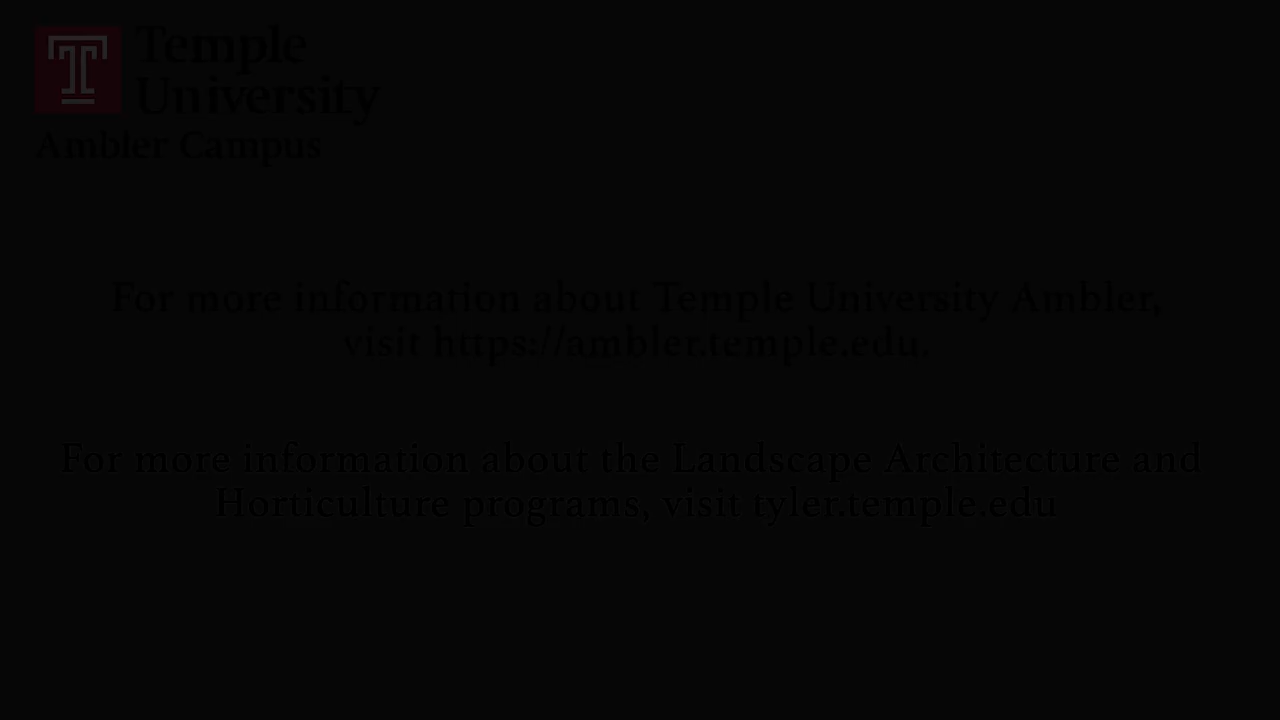 Temple
University
Ambler Campus
For more information about Temple University Ambler,
visit https://ambler.temple.edu.
For more information about the Landscape Architecture and
Horticulture programs, visit tyler.temple.edu